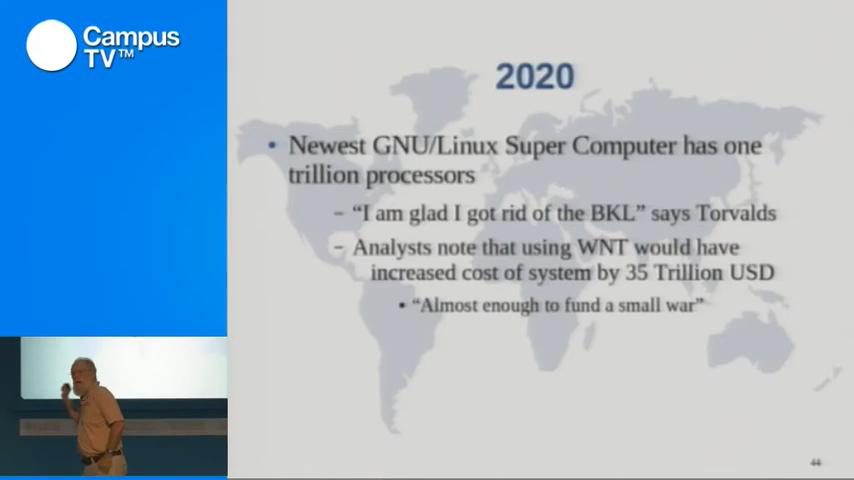 Campus
TV™
2020
• Newest GNU/Linux Super Computer has one
trillion processors
– “I am glad I got rid of the BKL” says Torvalds
– Analysts note that using WNT would have
increased cost of system by 35 Trillion USD
• “Almost enough to fund a small war”
44